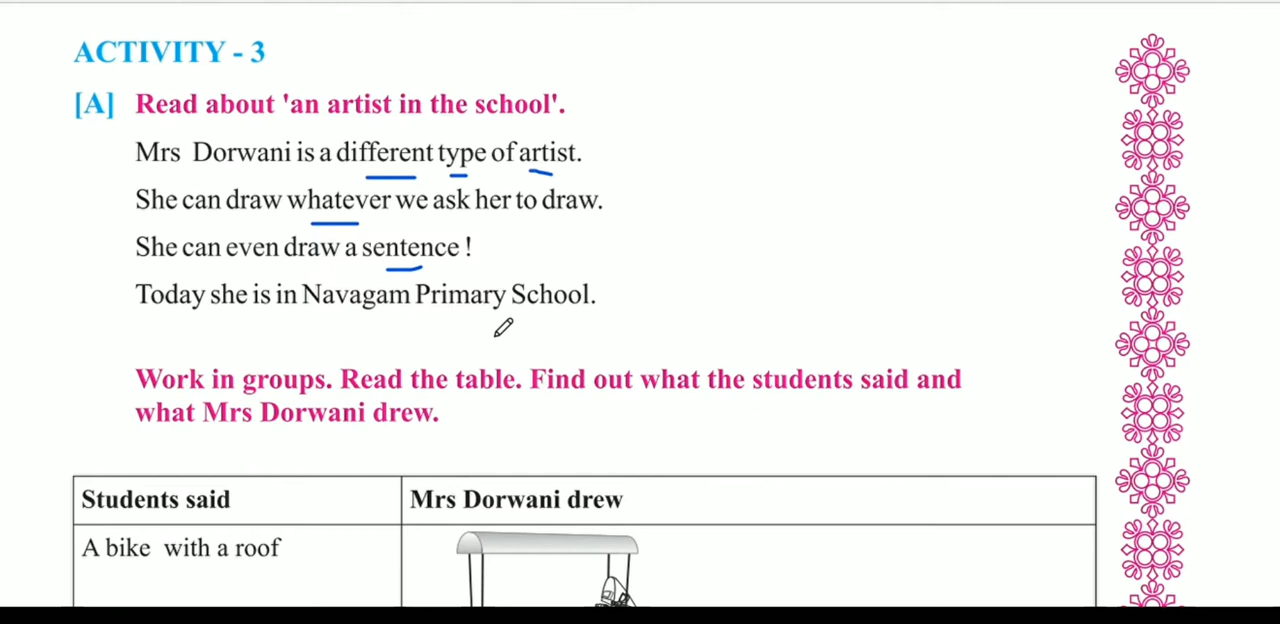 ACTIVITY - 3
[A] Read about 'an artist in the school'.
Mrs Dorwani is a different type of artist.
She can draw whatever we ask her to draw.
She can even draw a sentence !
Today she is in Navagam Primary School.
Work in groups. Read the table. Find out what the students said and
what Mrs Dorwani drew.
Students said
Mrs Dorwani drew
A bike with a roof